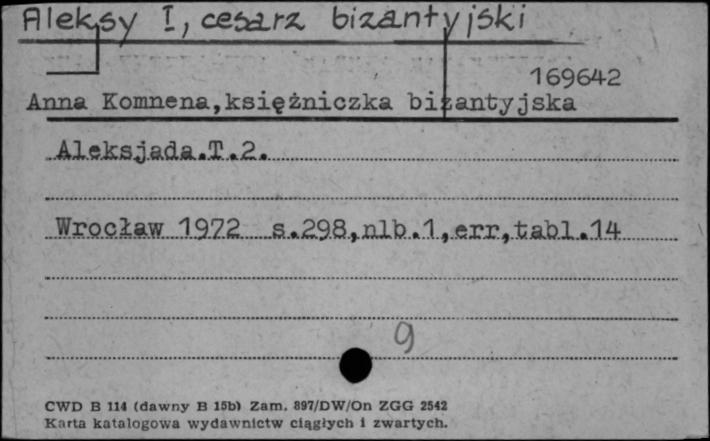 Aleksy I, cesarz bizantyjski
169642
Anna Komnena,księżniczka bizantyjska
Aleksjada.T.2.
Wrocław 1972 s.298,nlb.1,err,tabl.14
9
CWD B 114 (dawny B 15b) Zam. 897/DW/On ZGG 2542
Karta katalogowa wydawnictw ciągłych i zwartych.